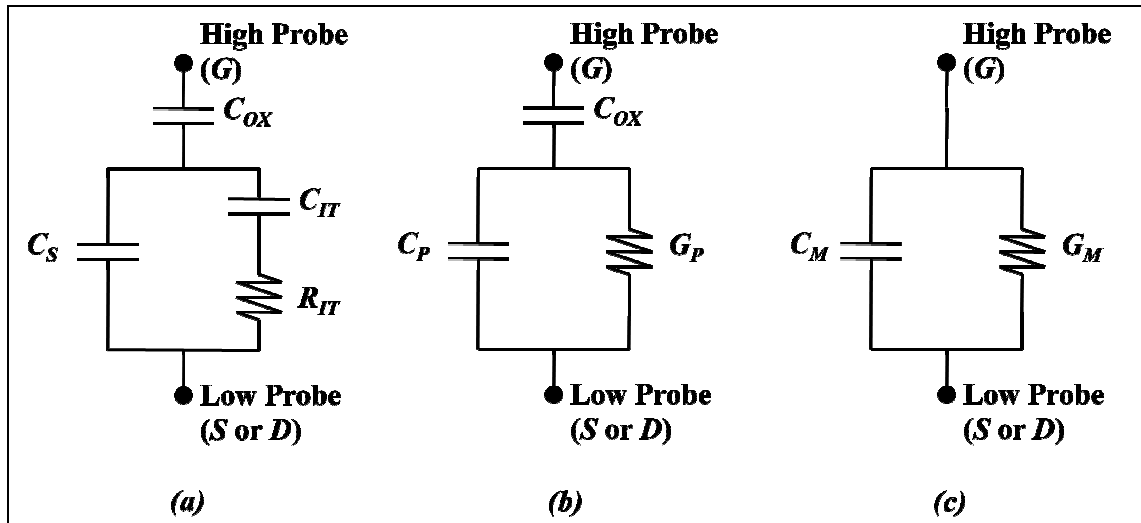 High Probe
(G)
C_OX
C_S
C_IT
R_IT
Low Probe
(S or D)
(a)
High Probe
(G)
C_OX
C_P
G_P
Low Probe
(S or D)
(b)
High Probe
(G)
C_M
G_M
Low Probe
(S or D)
(c)